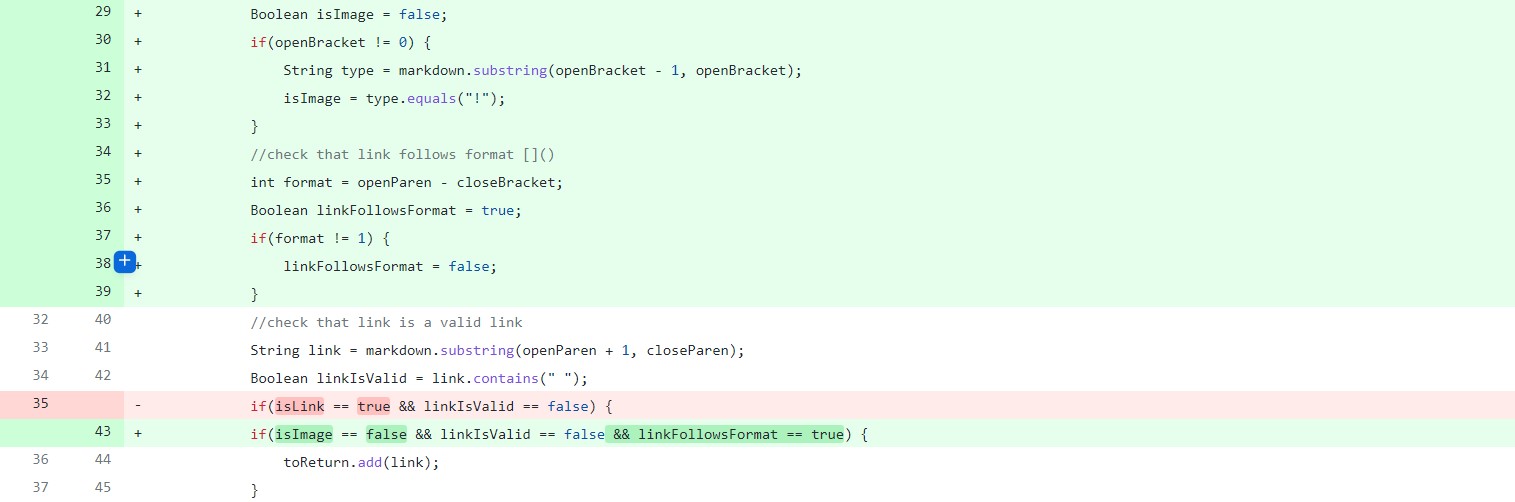 29 + Boolean isImage = false;
30 + if(openBracket != 0) {
31 + String type = markdown.substring(openBracket - 1, openBracket);
32 + isImage = type.equals("!");
33 + }
34 + //check that link follows format []()
35 + int format = openParen - closeBracket;
36 + Boolean linkFollowsFormat = true;
37 + if(format != 1) {
38 + linkFollowsFormat = false;
39 + }
32 40 //check that link is a valid link
33 41 String link = markdown.substring(openParen + 1, closeParen);
34 42 Boolean linkIsValid = link.contains(" ");
35 - if(isLink == true && linkIsValid == false) {
43 + if(isImage == false && linkIsValid == false && linkFollowsFormat == true) {
36 44 toReturn.add(link);
37 45 }